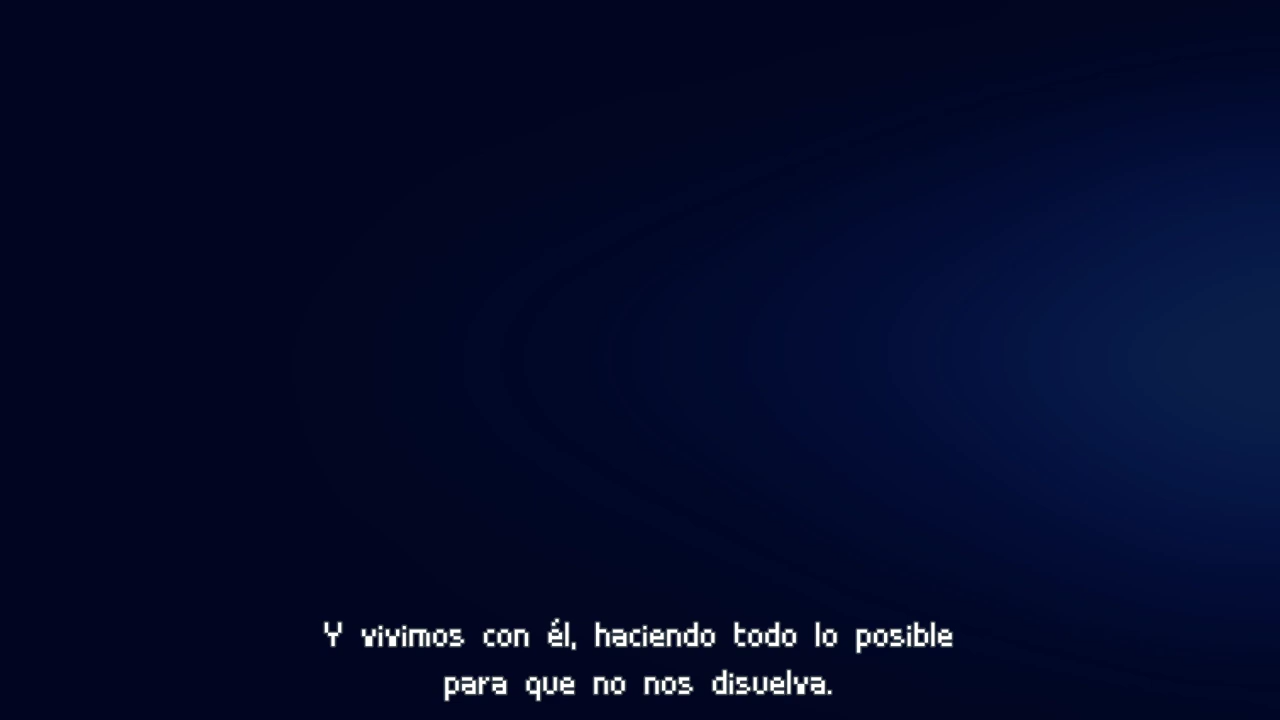 Y vivimos con él, haciendo todo lo posible
para que no nos disuelva.